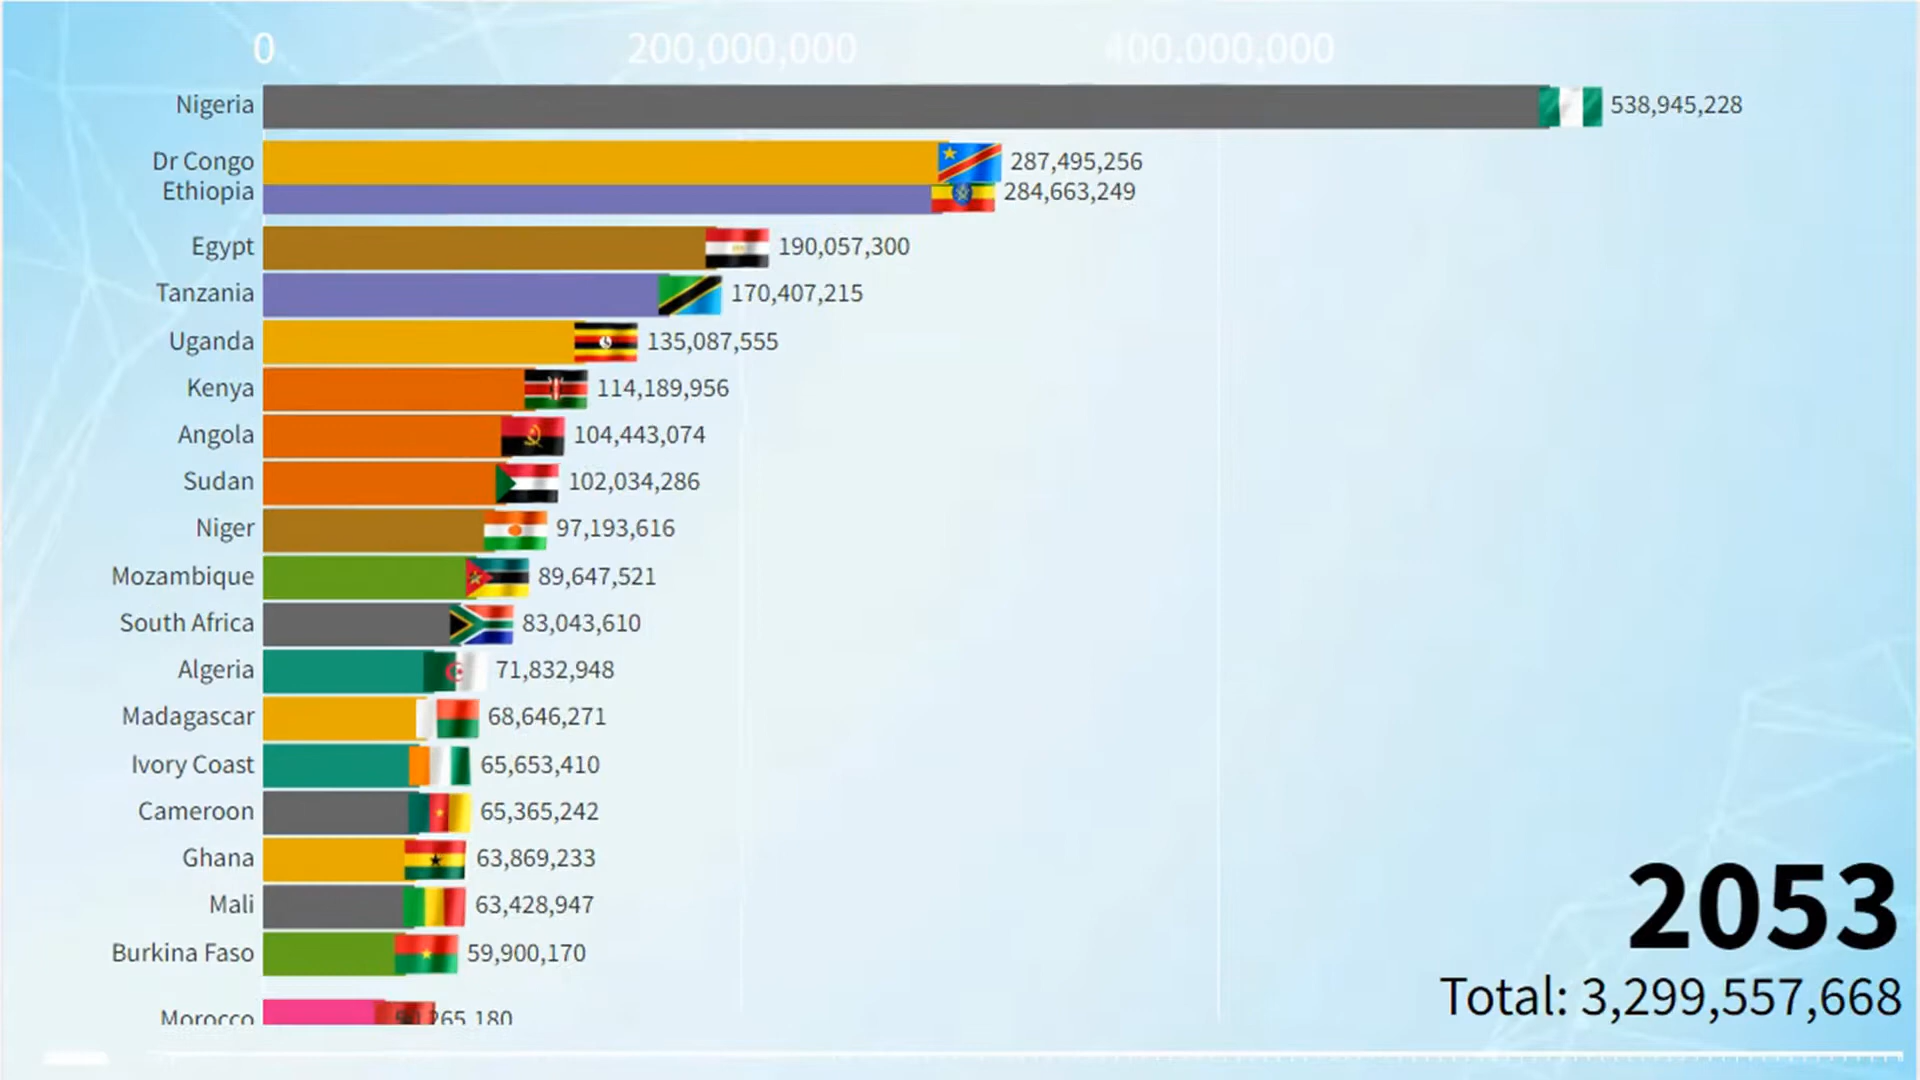 0 200,000,000 400,000,000
Nigeria 538,945,228
Dr Congo 287,495,256
Ethiopia 284,663,249
Egypt 190,057,300
Tanzania 170,407,215
Uganda 135,087,555
Kenya 114,189,956
Angola 104,443,074
Sudan 102,034,286
Niger 97,193,616
Mozambique 89,647,521
South Africa 83,043,610
Algeria 71,832,948
Madagascar 68,646,271
Ivory Coast 65,653,410
Cameroon 65,365,242
Ghana 63,869,233
Mali 63,428,947
Burkina Faso 59,900,170
Morocco
2053
Total: 3,299,557,668